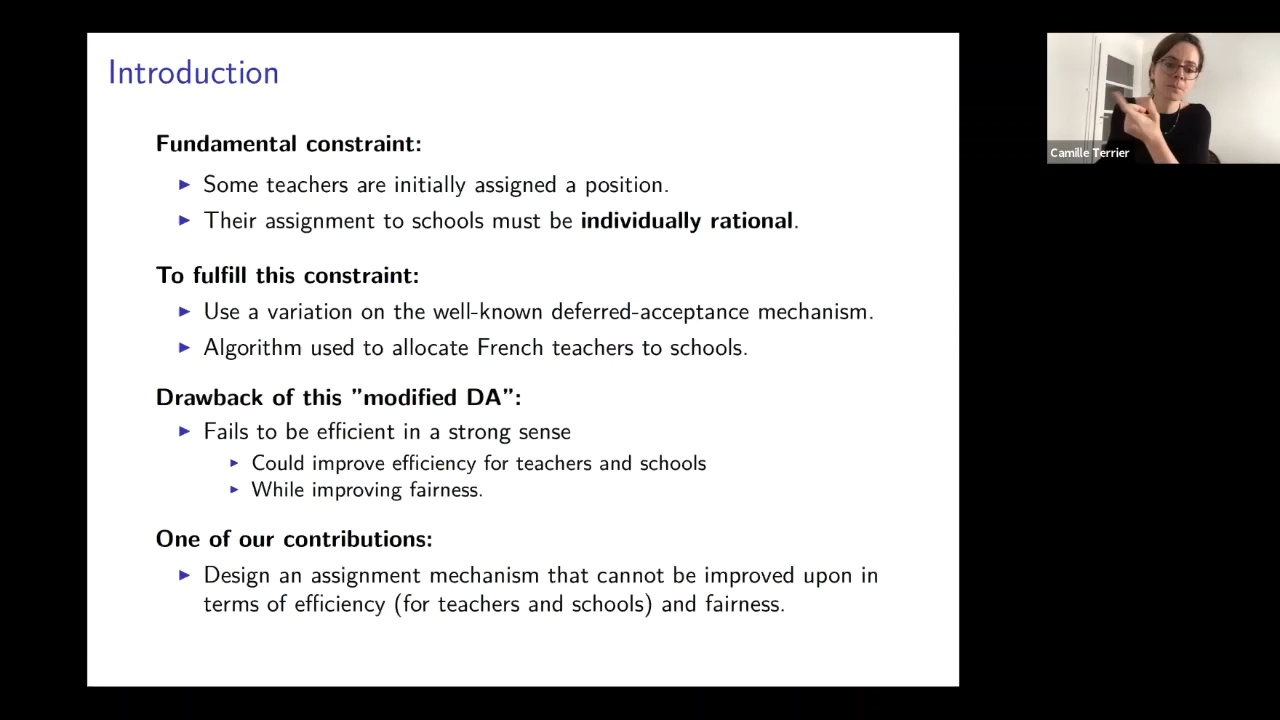 Introduction
Fundamental constraint:
▶ Some teachers are initially assigned a position.
▶ Their assignment to schools must be individually rational.
To fulfill this constraint:
▶ Use a variation on the well-known deferred-acceptance mechanism.
▶ Algorithm used to allocate French teachers to schools.
Drawback of this ”modified DA”:
▶ Fails to be efficient in a strong sense
▶ Could improve efficiency for teachers and schools
▶ While improving fairness.
One of our contributions:
▶ Design an assignment mechanism that cannot be improved upon in
terms of efficiency (for teachers and schools) and fairness.
Camille Terrier